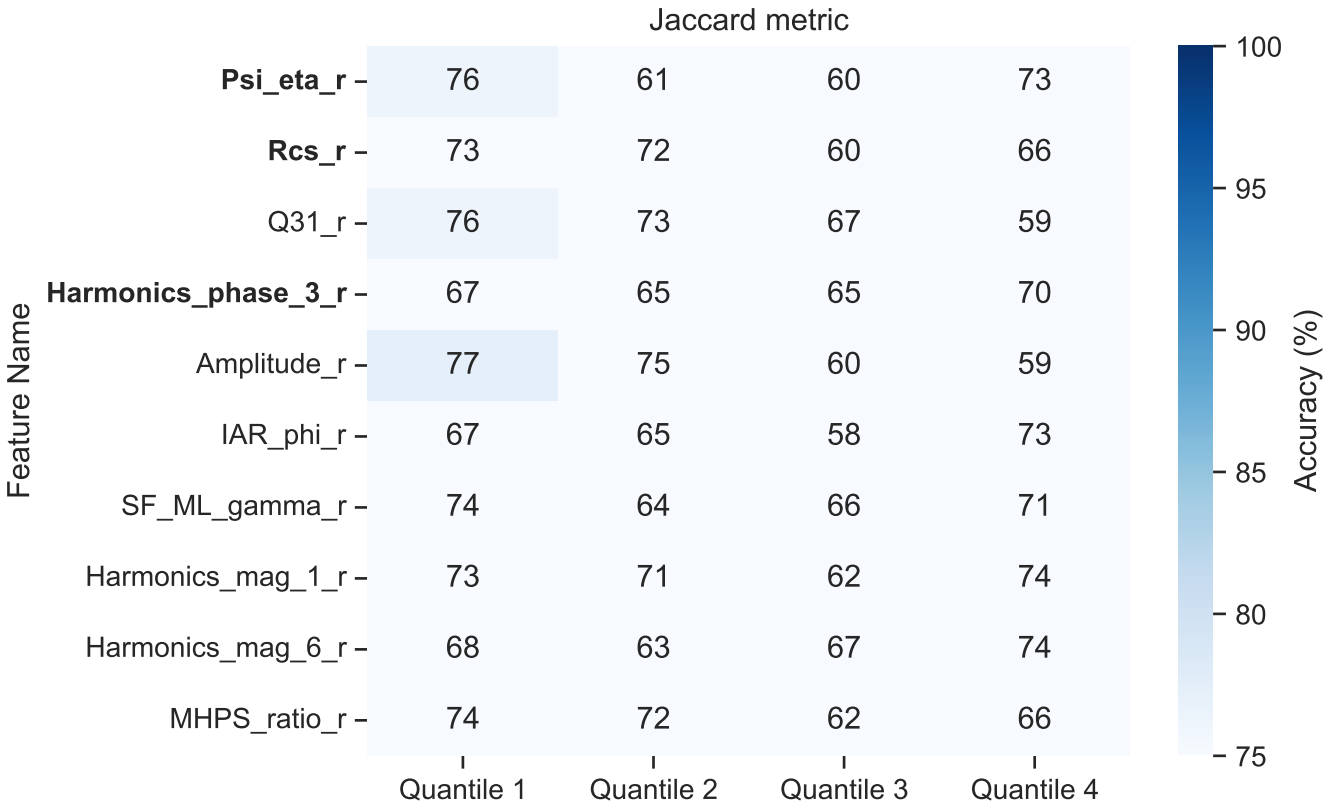 Jaccard metric
Psi_eta_r 76 61 60 73
Rcs_r 73 72 60 66
Q31_r 76 73 67 59
Harmonics_phase_3_r 67 65 65 70
Amplitude_r 77 75 60 59
IAR_phi_r 67 65 58 73
SF_ML_gamma_r 74 64 66 71
Harmonics_mag_1_r 73 71 62 74
Harmonics_mag_6_r 68 63 67 74
MHPS_ratio_r 74 72 62 66
Quantile 1 Quantile 2 Quantile 3 Quantile 4
Feature Name
100
95
90
85
80
75
Accuracy (%)